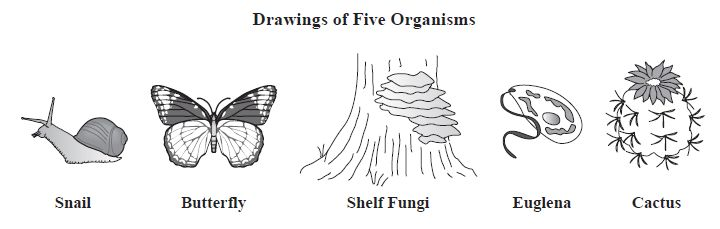 Drawings of Five Organisms
Snail Butterfly Shelf Fungi Euglena Cactus